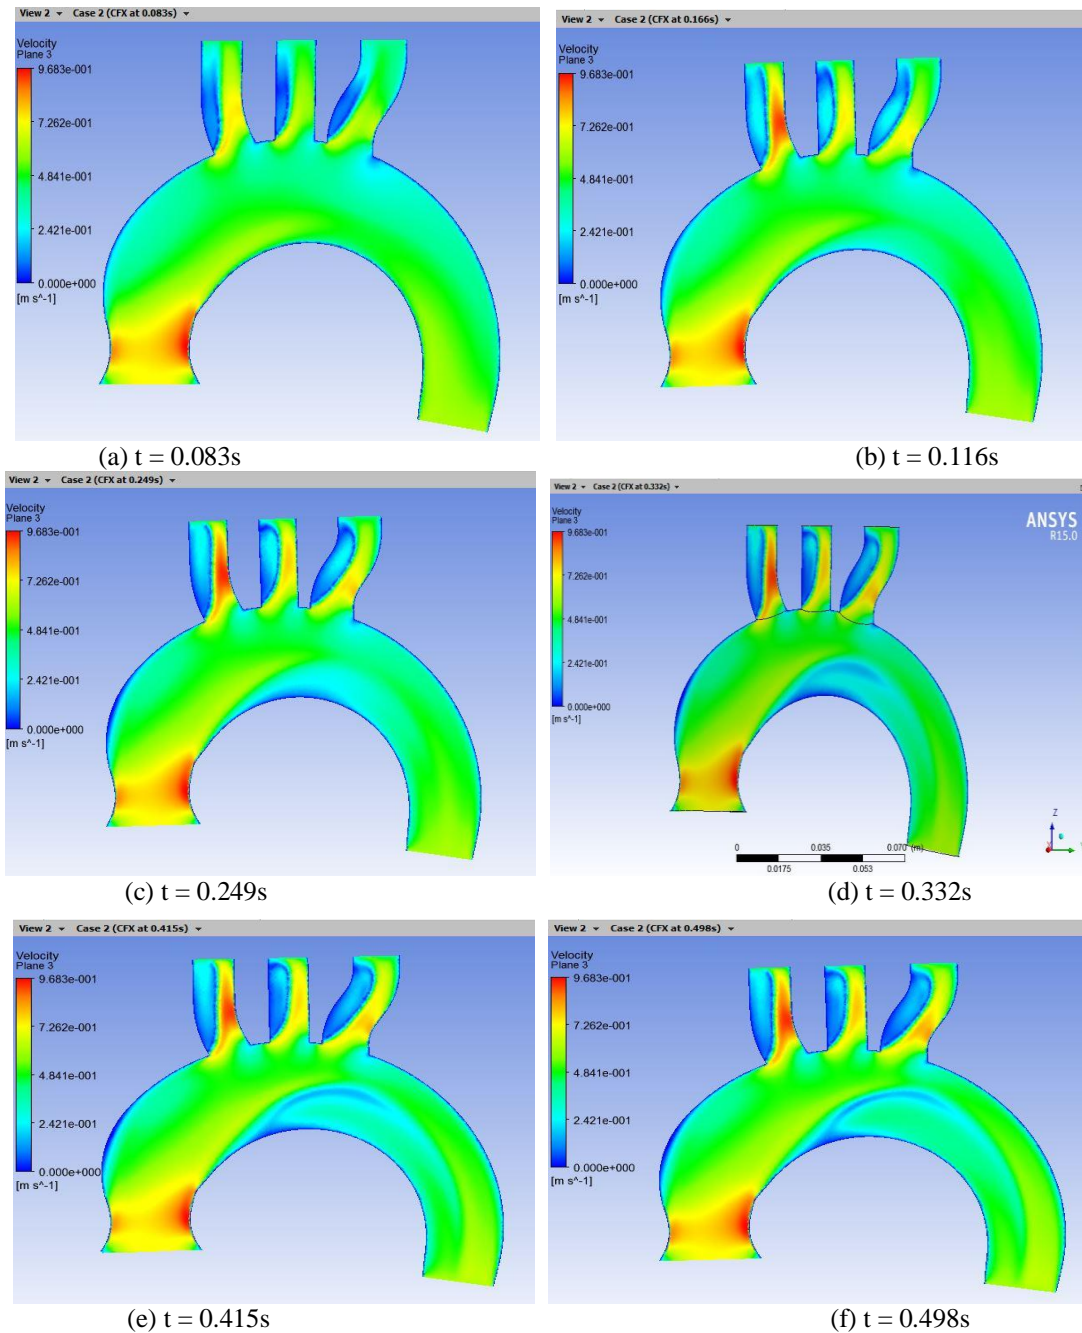 View 2 Case 2 (CFX at 0.083s)
Velocity
Plane 3
9.683e-001
7.262e-001
4.841e-001
2.421e-001
0.000e+000
[m s^-1]
(a) t = 0.083s
View 2 Case 2 (CFX at 0.166s)
Velocity
Plane 3
9.683e-001
7.262e-001
4.841e-001
2.421e-001
0.000e+000
[m s^-1]
(b) t = 0.116s
View 2 Case 2 (CFX at 0.249s)
Velocity
Plane 3
9.683e-001
7.262e-001
4.841e-001
2.421e-001
0.000e+000
[m s^-1]
(c) t = 0.249s
View 2 Case 2 (CFX at 0.332s)
Velocity
Plane 3
9.683e-001
7.262e-001
4.841e-001
2.421e-001
0.000e+000
[m s^-1]
ANSYS
R15.0
Z
0 0.035 0.070 (m)
0.0175 0.053
(d) t = 0.332s
View 2 Case 2 (CFX at 0.415s)
Velocity
Plane 3
9.683e-001
7.262e-001
4.841e-001
2.421e-001
0.000e+000
[m s^-1]
(e) t = 0.415s
View 2 Case 2 (CFX at 0.498s)
Velocity
Plane 3
9.683e-001
7.262e-001
4.841e-001
2.421e-001
0.000e+000
[m s^-1]
(f) t = 0.498s